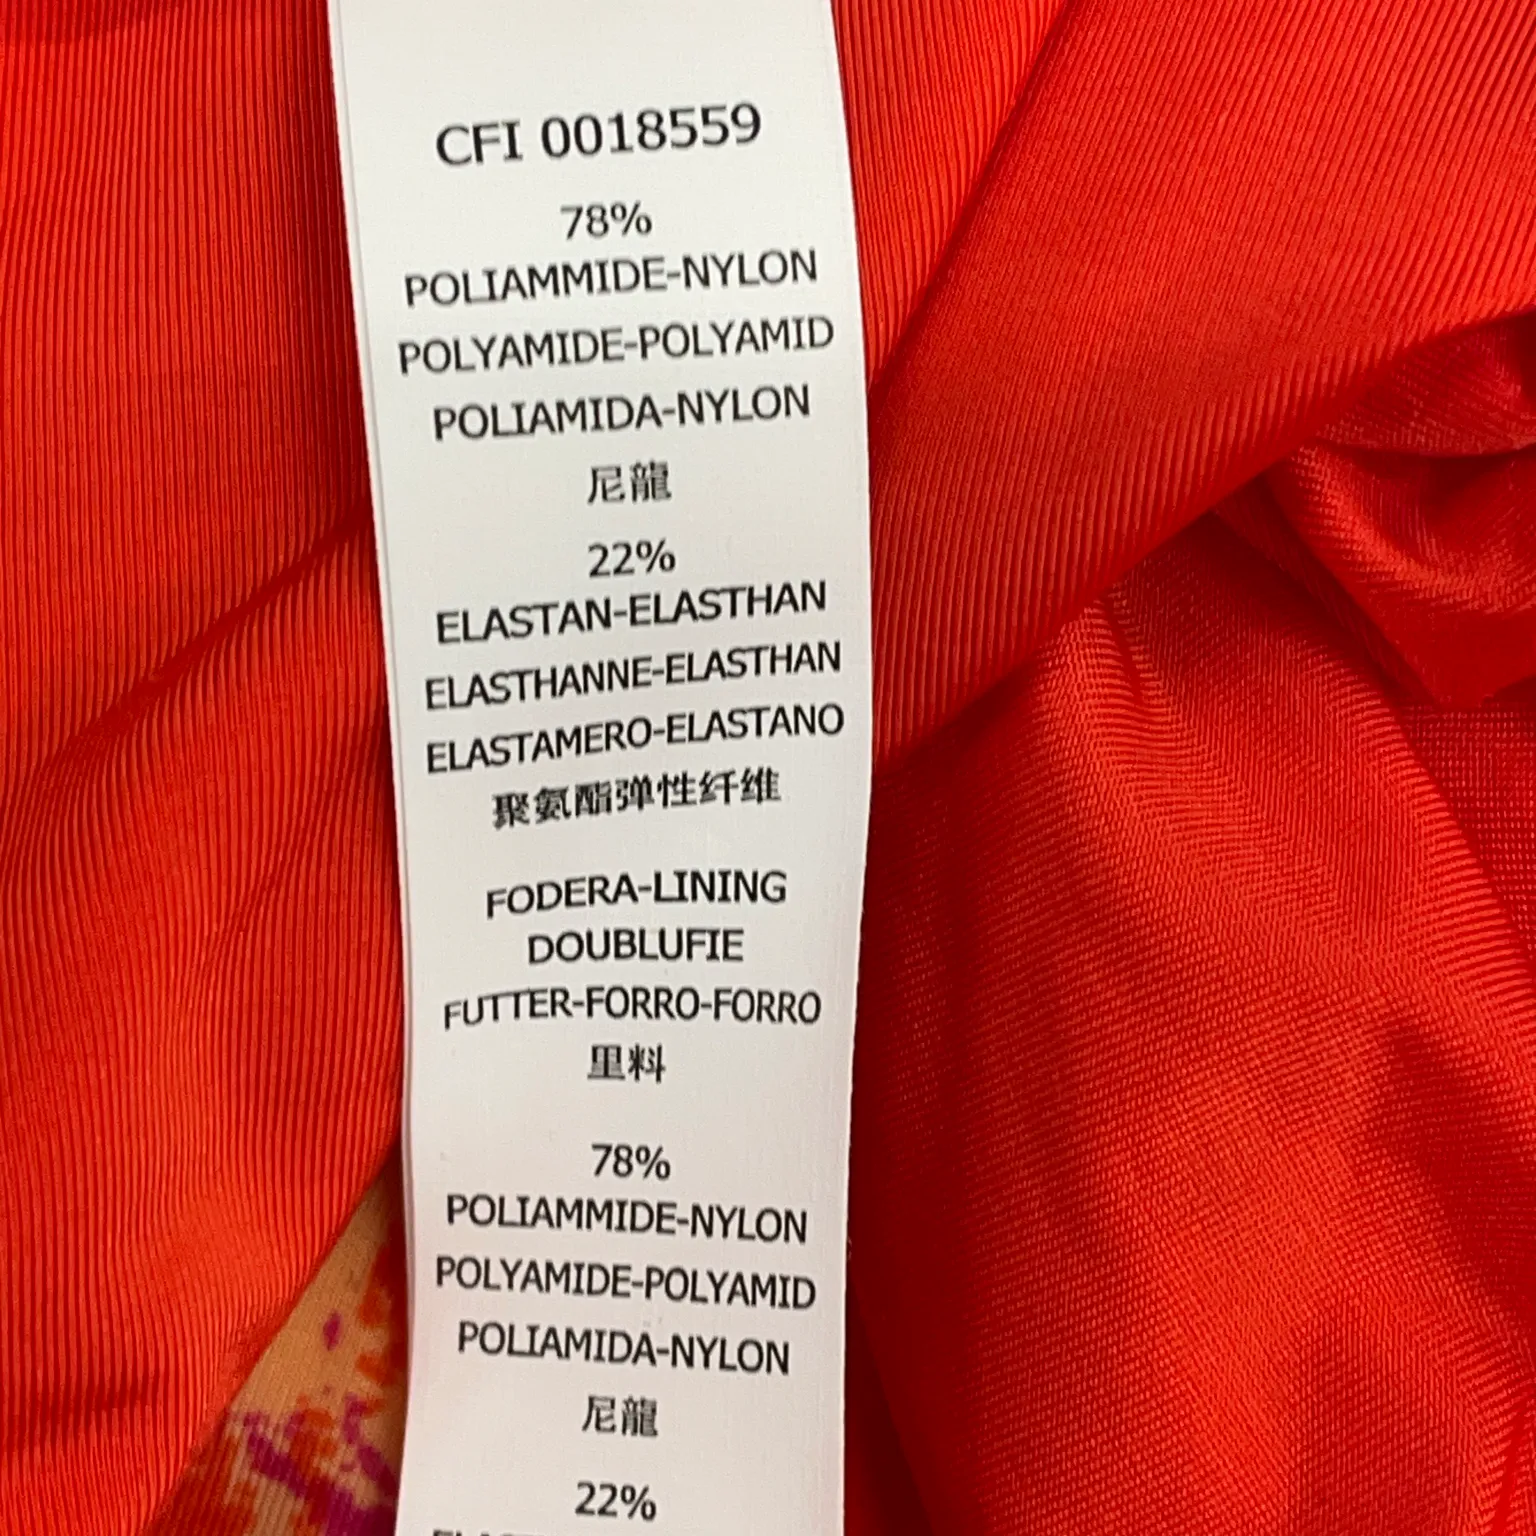 CFI 0018559
78%
POLIAMMIDE-NYLON
POLYAMIDE-POLYAMID
POLIAMIDA-NYLON
尼龍
22%
ELASTAN-ELASTHAN
ELASTHANNE-ELASTHAN
ELASTAMERO-ELASTANO
聚氨酯弹性纤维
FODERA-LINING
DOUBLUFIE
FUTTER-FORRO-FORRO
里料
78%
POLIAMMIDE-NYLON
POLYAMIDE-POLYAMID
POLIAMIDA-NYLON
尼龍
22%